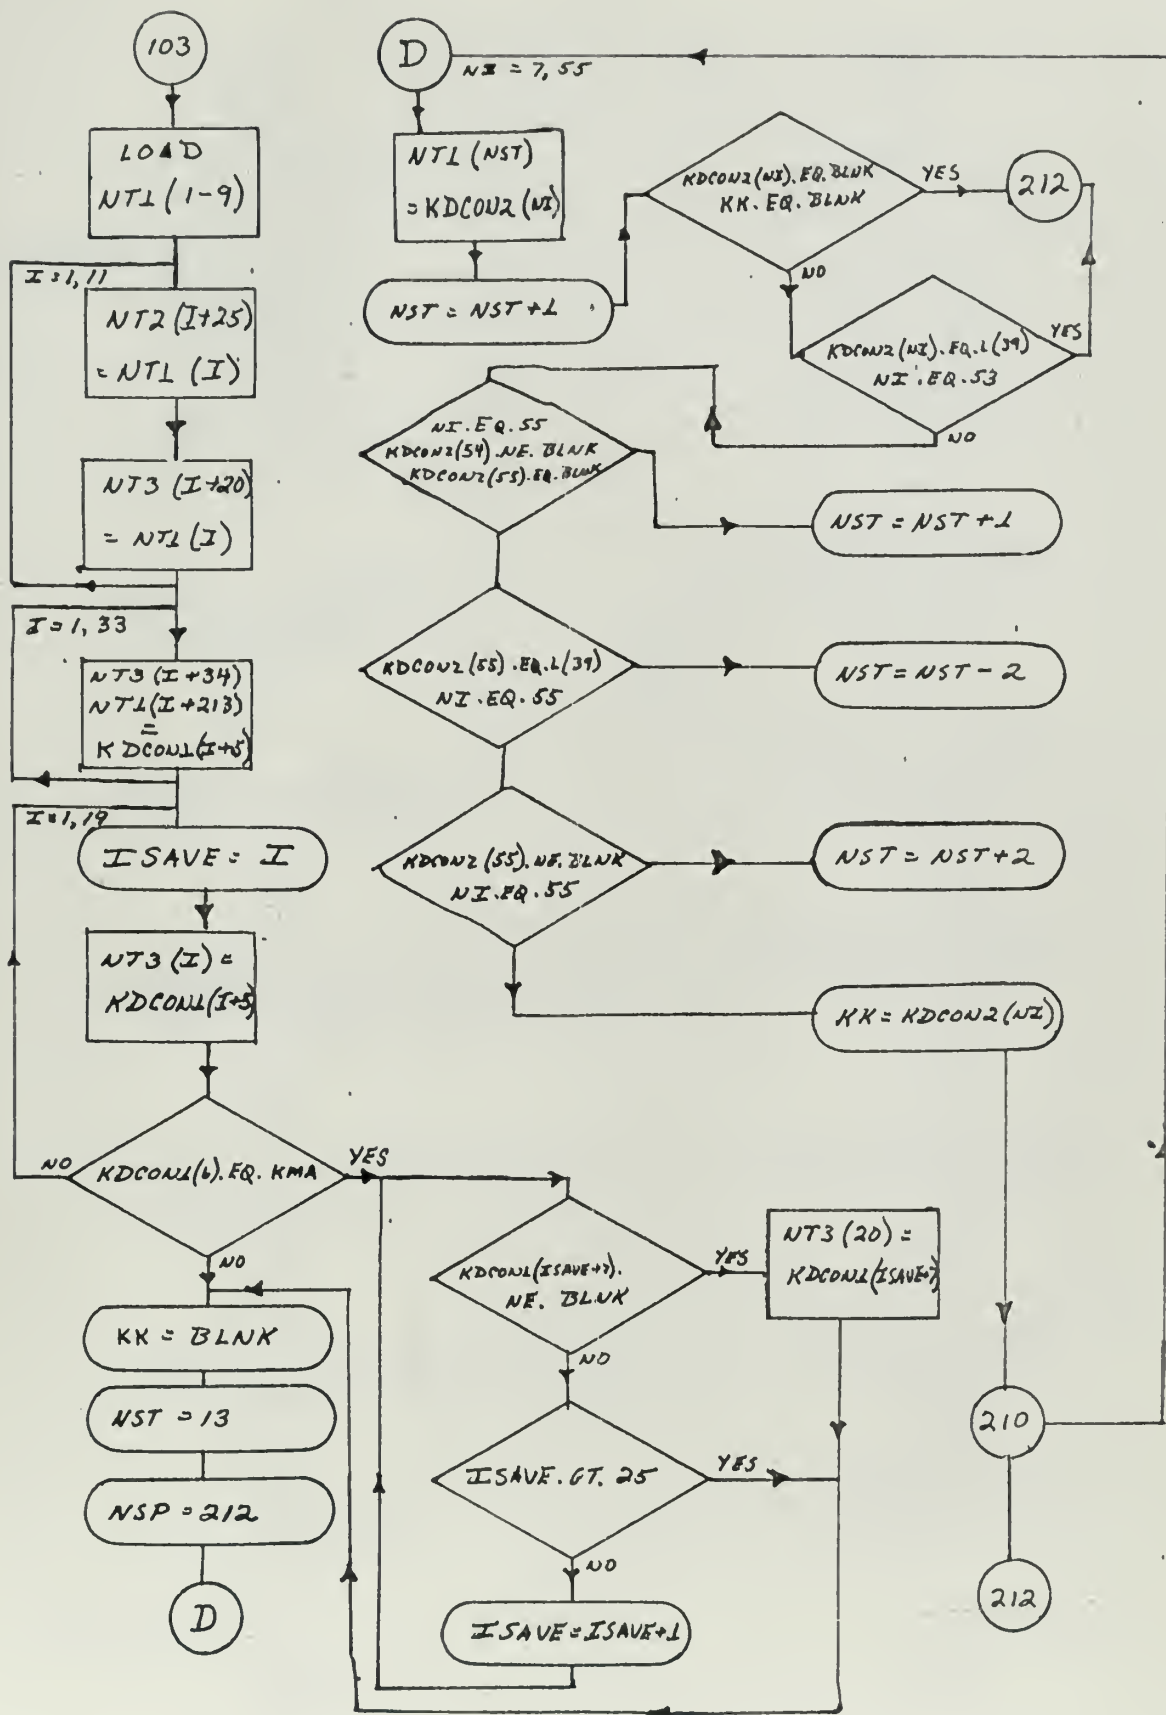 103
LOAD
NT1 (1-9)
I = 1, 11
NT2 (I+25)
= NT1 (I)
NT3 (I+20)
= NT1 (I)
I = 1, 33
NT3 (I+34)
NT1 (I+213)
=
KDCON1(I+5)
I = 1, 19
ISAVE = I
NT3 (I) =
KDCON1(I+5)
KDCON1(6).EQ. KMA
NO
YES
NO
KK = BLNK
NST = 13
NSP = 212
D
KDCON1(ISAVE+7).
NE. BLNK
YES
NO
NT3 (20) =
KDCON1(ISAVE+7)
ISAVE.GT. 25
YES
NO
ISAVE = ISAVE+1
D
NI = 7, 55
NT1 (NST)
= KDCON2 (NI)
NST = NST+1
KDCON2(NI).EQ.BLNK
KK.EQ.BLNK
YES
212
NO
KDCON2(NI).EQ.L(39)
NI.EQ.53
YES
NO
NI.EQ.55
KDCON2(54).NE.BLNK
KDCON2(55).EQ.BLNK
NST = NST +1
KDCON2(55).EQ.L(39)
NI.EQ.55
NST = NST - 2
KDCON2(55).NE.BLNK
NI.EQ.55
NST = NST+2
KK = KDCON2(NI)
210
212